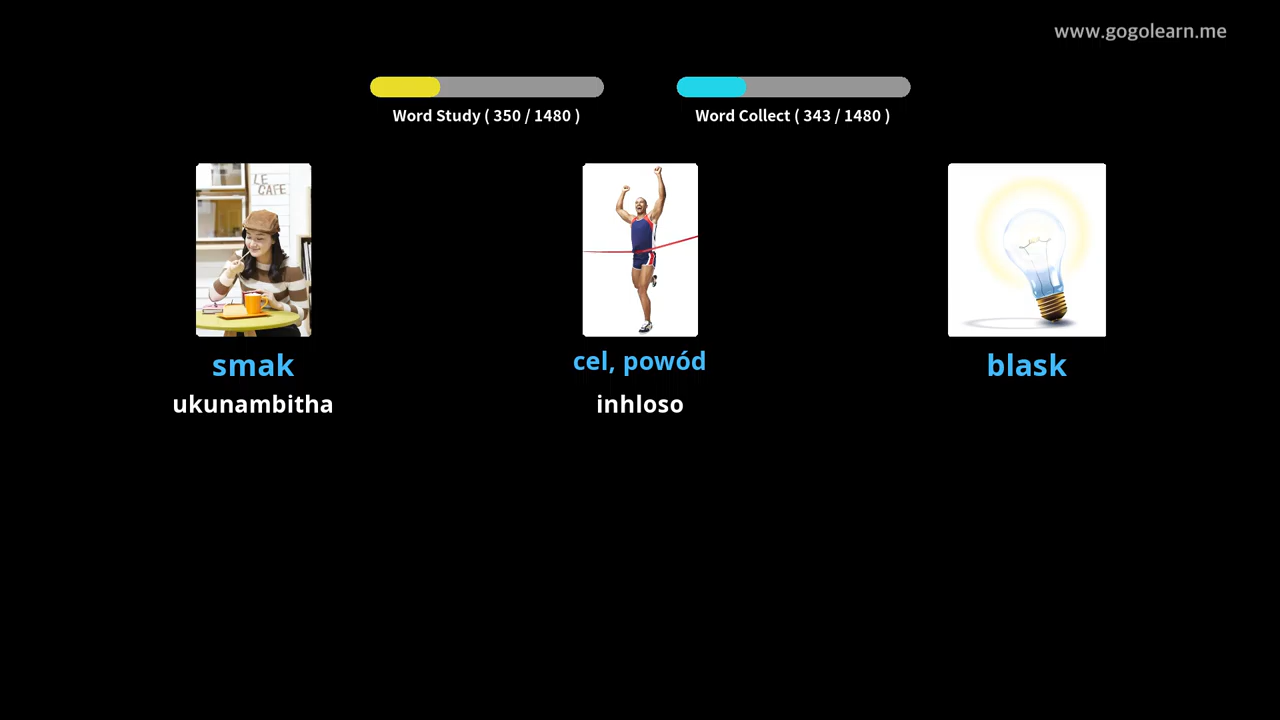 www.gogolearn.me
Word Study ( 350 / 1480 )
Word Collect ( 343 / 1480 )
LE CAFE
smak
cel, powód
blask
ukunambitha
inhloso